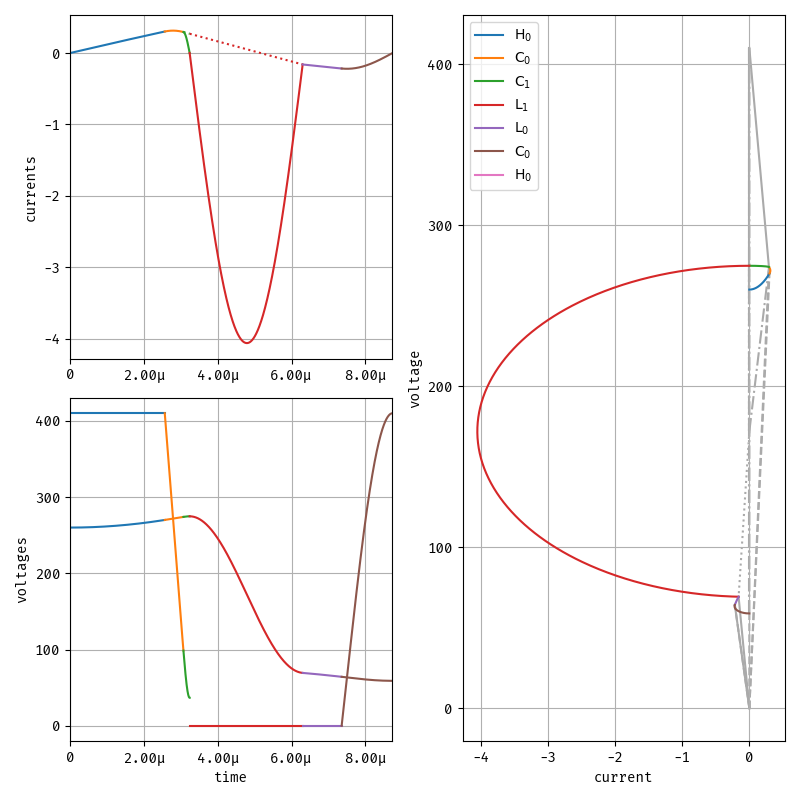 0
-1
-2
-3
-4
currents
0
2.00μ
4.00μ
6.00μ
8.00μ
400
300
200
100
0
voltages
0
2.00μ
4.00μ
6.00μ
8.00μ
time
H₀
C₀
C₁
L₁
L₀
C₀
H₀
400
300
200
100
0
voltage
-4
-3
-2
-1
0
current